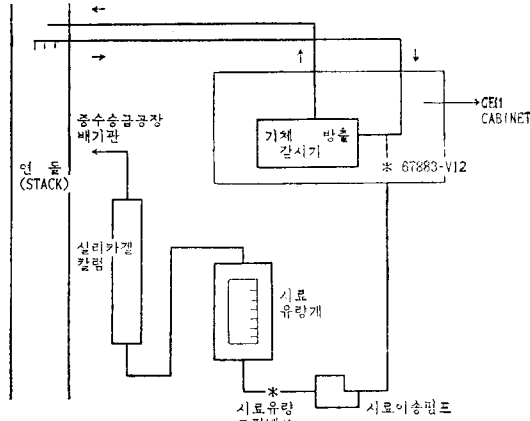 중수승급공장
배기관
연 돌
(STACK)
기체 방출
감시기
GEM
CABINET
* 67883-V12
실리카겔
칼럼
시료
유량계
시료유량
시료이송펌프